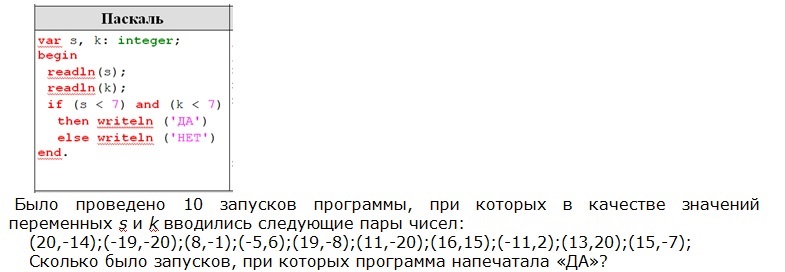 Паскаль
var s, k: integer;
begin
readln(s);
readln(k);
if (s < 7) and (k < 7)
then writeln ('ДА')
else writeln ('НЕТ')
end.
Было проведено 10 запусков программы, при которых в качестве значений
переменных s и k вводились следующие пары чисел:
(20,-14);(-19,-20);(8,-1);(-5,6);(19,-8);(11,-20);(16,15);(-11,2);(13,20);(15,-7);
Сколько было запусков, при которых программа напечатала «ДА»?